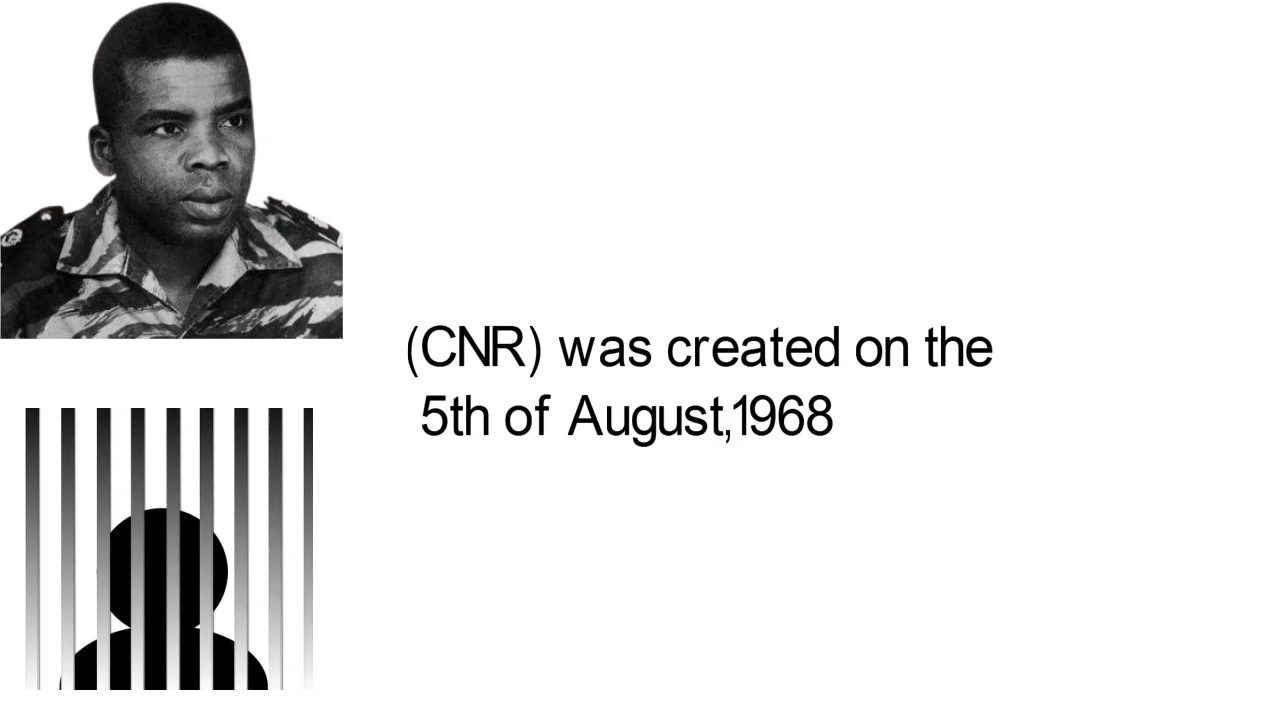 (CNR) was created on the
5th of August,1968